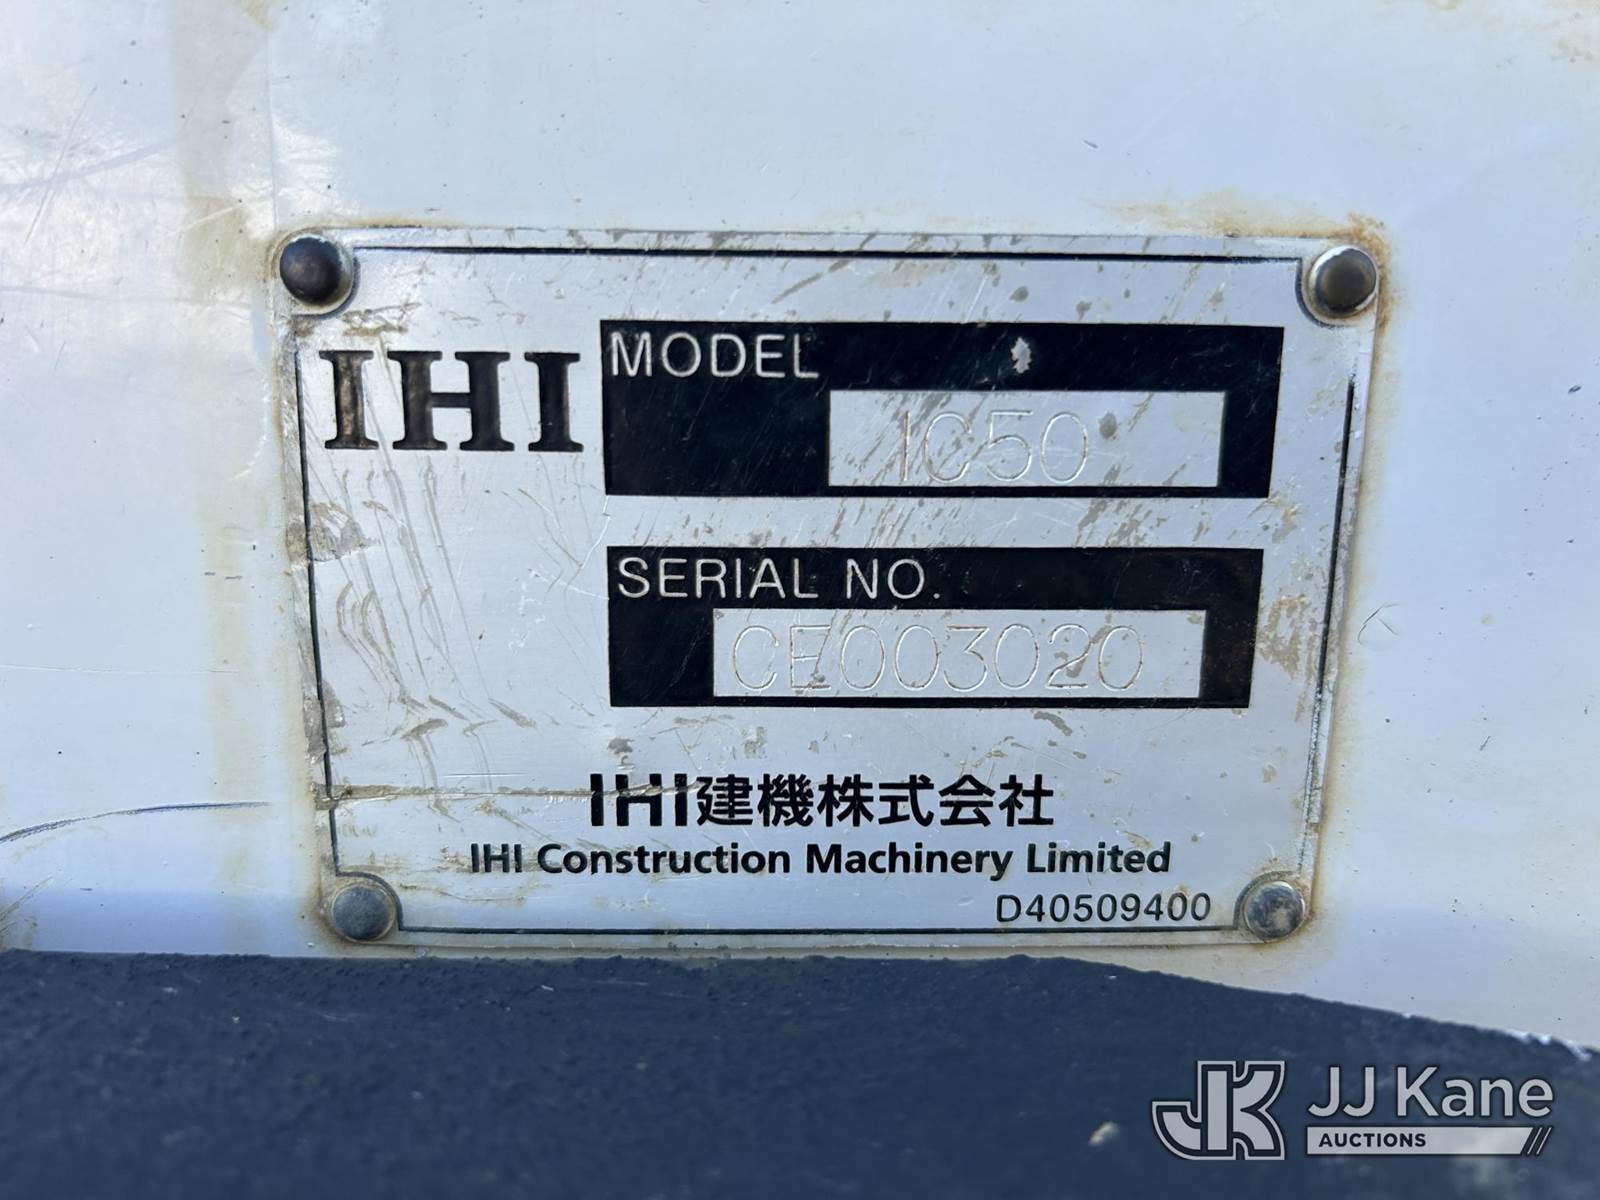 IHI
MODEL
IC50
SERIAL NO.
CE003020
IHI建機株式会社
IHI Construction Machinery Limited
D40509400
JK JJ Kane
AUCTIONS